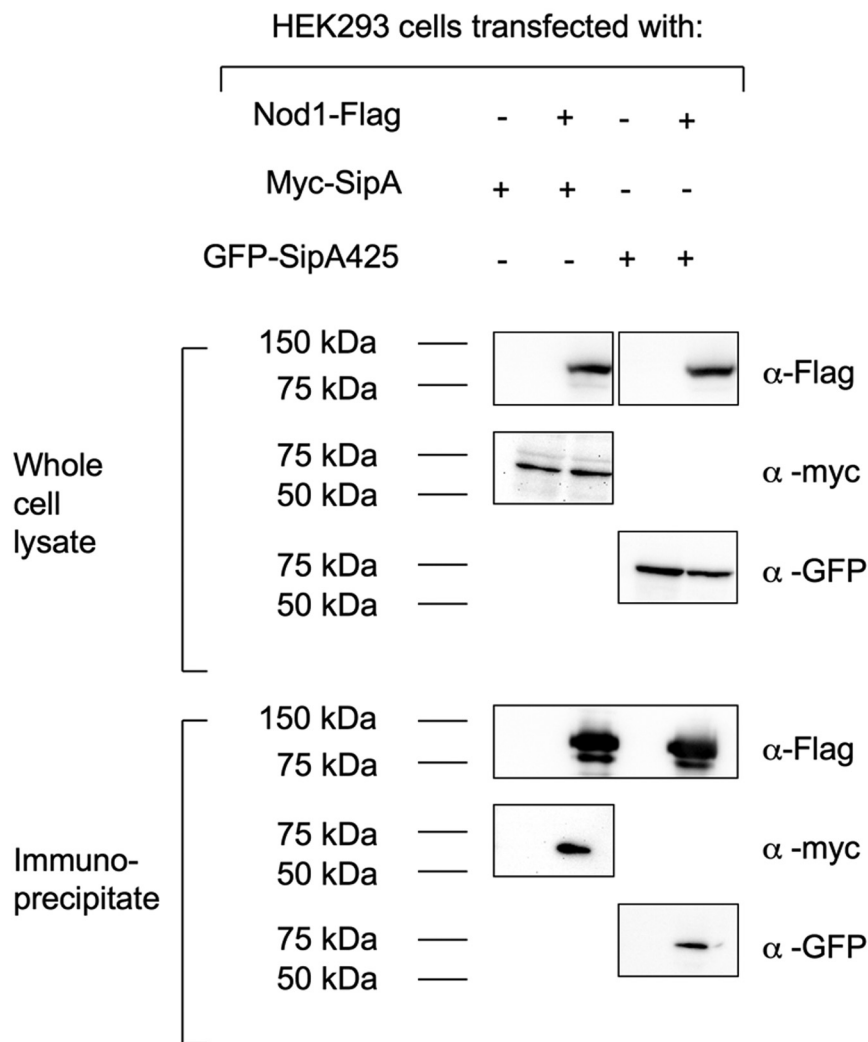 HEK293 cells transfected with:
Nod1-Flag - + - +
Myc-SipA + + - -
GFP-SipA425 - - + +
150 kDa
α-Flag
75 kDa
Whole
cell
lysate
75 kDa
α -myc
50 kDa
75 kDa
α -GFP
50 kDa
150 kDa
α-Flag
75 kDa
Immuno-
precipitate
75 kDa
α -myc
50 kDa
75 kDa
α -GFP
50 kDa